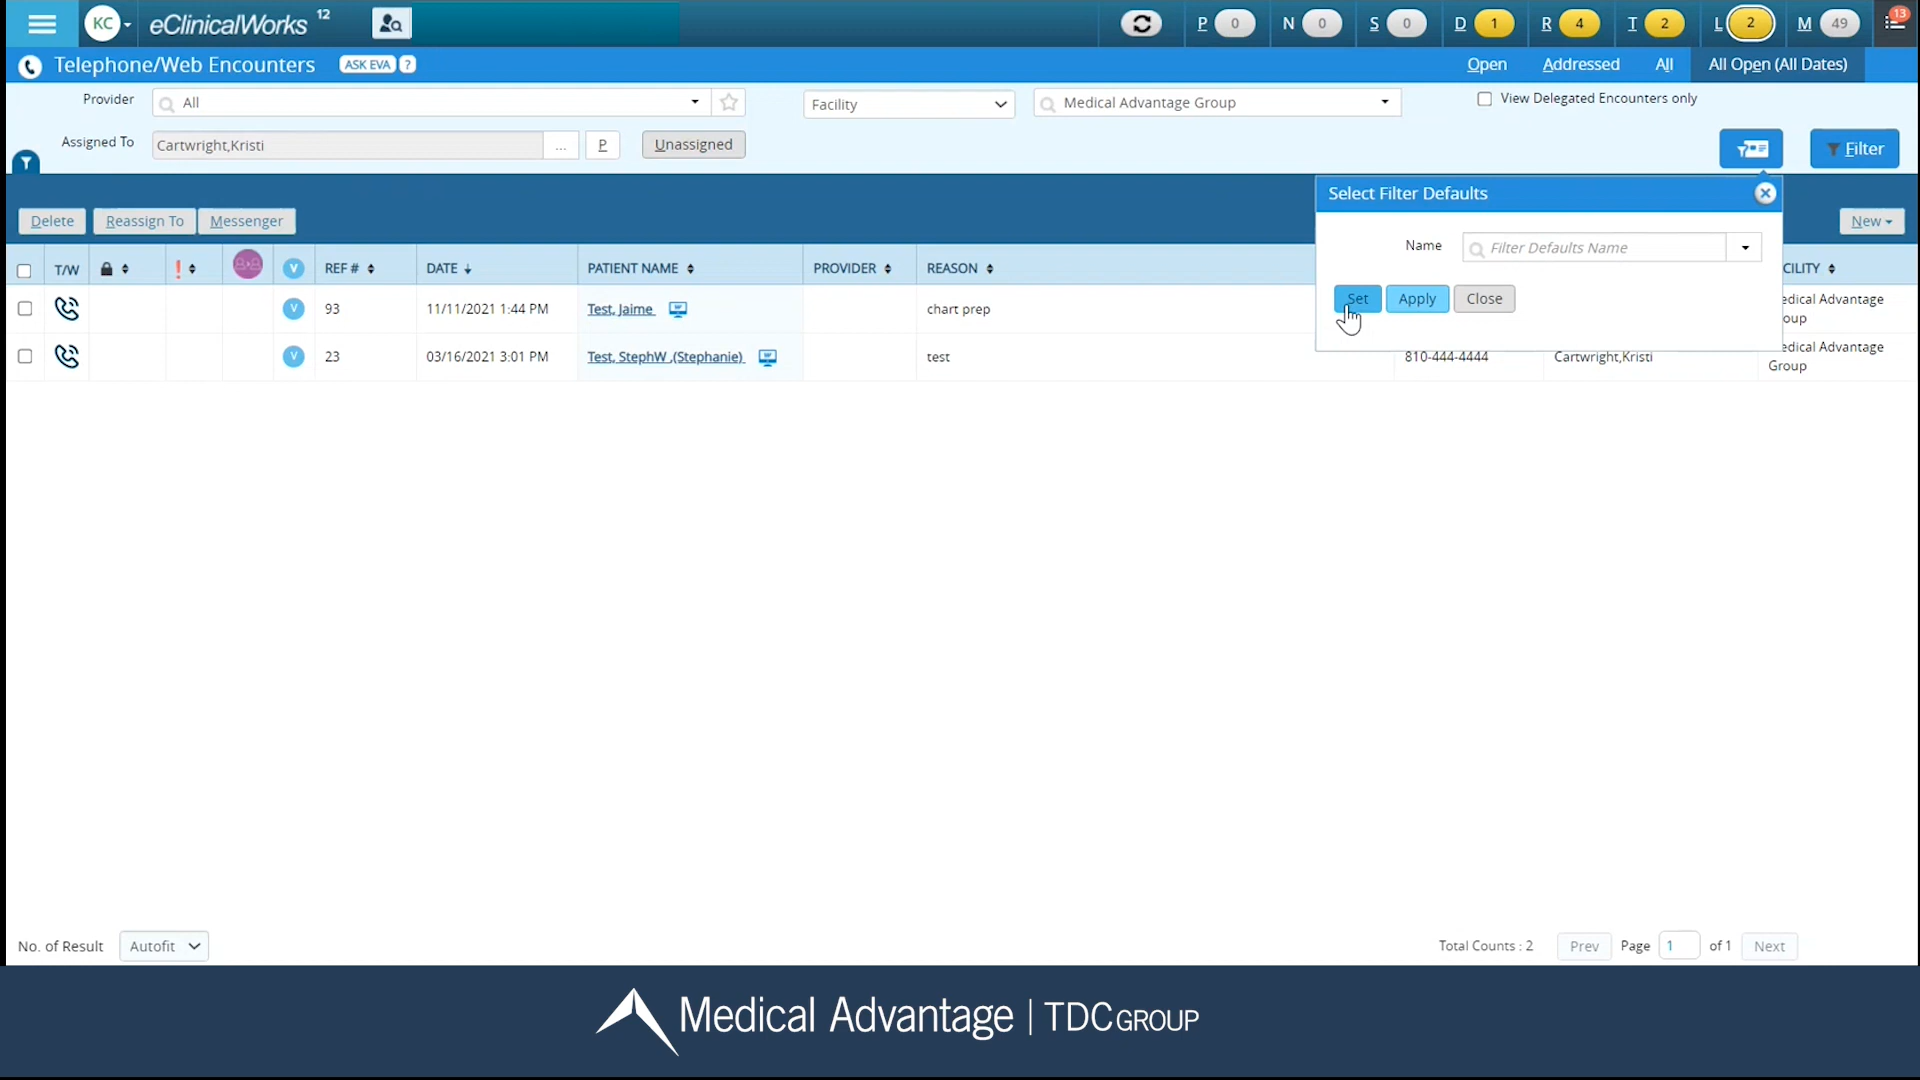 KC eClinicalWorks 12 P 0 N 0 S 0 D 1 R 4 T 2 L 2 M 49 13
Telephone/Web Encounters ASK EVA ? Open Addressed All All Open (All Dates)
Provider All Facility Medical Advantage Group View Delegated Encounters only
Assigned To Cartwright,Kristi ... P Unassigned Filter
Select Filter Defaults
Delete Reassign To Messenger New
Name Filter Defaults Name
T/W V REF # DATE PATIENT NAME PROVIDER REASON CILITY
Set Apply Close
V 93 11/11/2021 1:44 PM Test, Jaime chart prep edical Advantage
oup
V 23 03/16/2021 3:01 PM Test, StephW ,(Stephanie) test 810-444-4444 Cartwright,Kristi edical Advantage
Group
No. of Result Autofit Total Counts : 2 Prev Page 1 of 1 Next
Medical Advantage | TDCGROUP